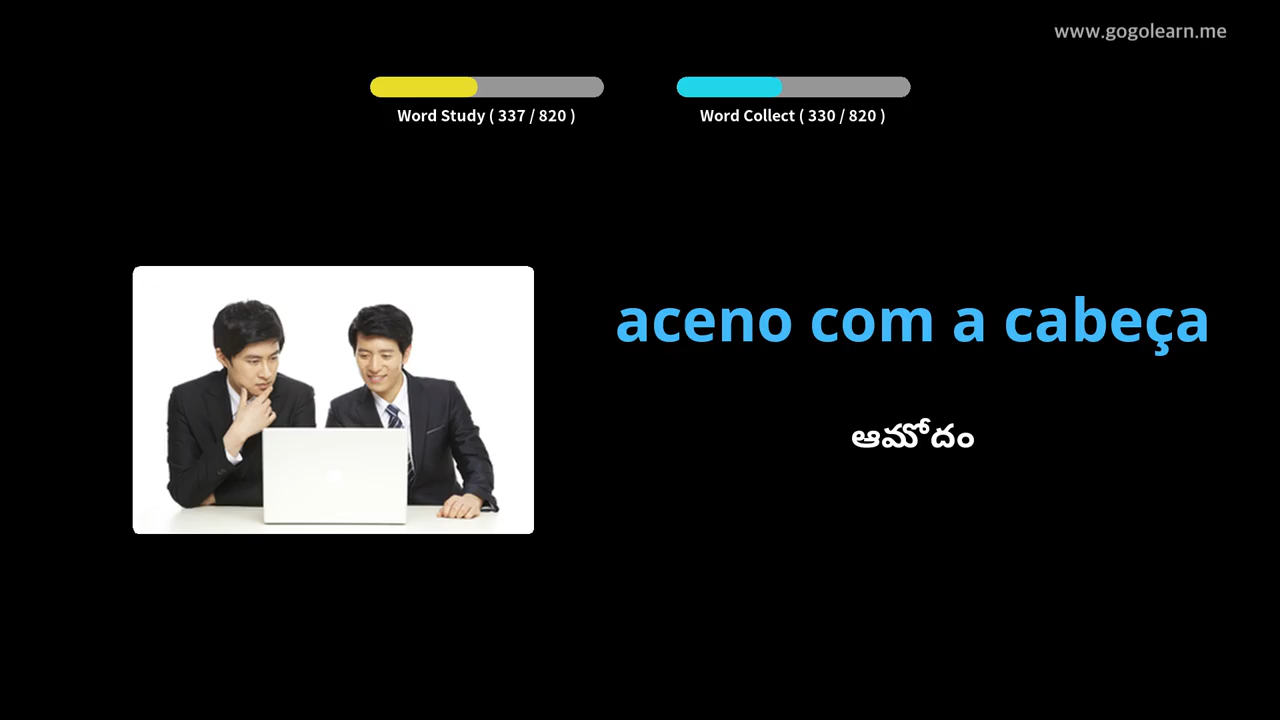 www.gogolearn.me
Word Study ( 337 / 820 )
Word Collect ( 330 / 820 )
aceno com a cabeça
ఆమోదం